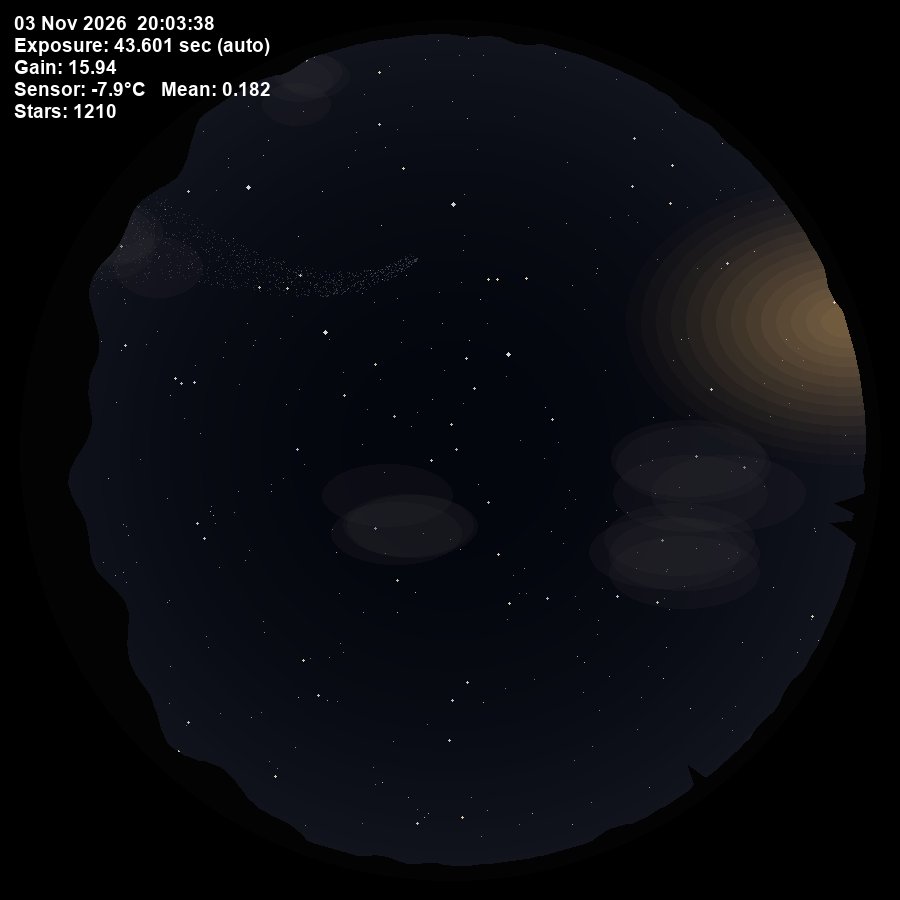 03 Nov 2026  20:03:38
Exposure: 43.601 sec (auto)
Gain: 15.94
Sensor: -7.9°C   Mean: 0.182
Stars: 1210